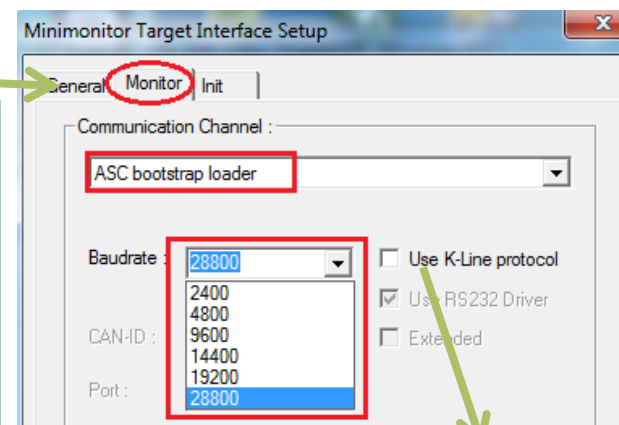 Minimonitor Target Interface Setup
General Monitor Init
Communication Channel :
ASC bootstrap loader
Baudrate : 28800 Use K-Line protocol
2400
Use RS232 Driver
4800
CAN-ID : 9600 Extended
14400
Port : 19200
28800